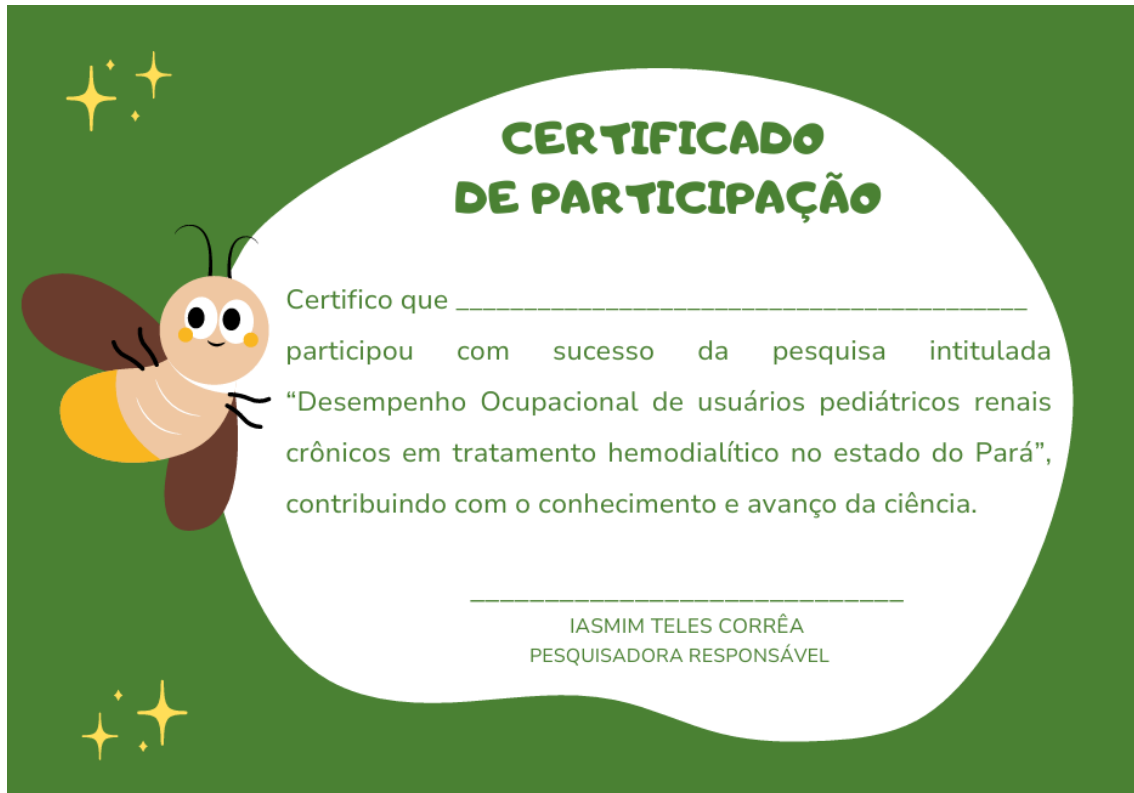 CERTIFICADO
DE PARTICIPAÇÃO
Certifico que __________________________________________
participou com sucesso da pesquisa intitulada
“Desempenho Ocupacional de usuários pediátricos renais
crônicos em tratamento hemodialítico no estado do Pará”,
contribuindo com o conhecimento e avanço da ciência.
______________________________
IASMIM TELES CORRÊA
PESQUISADORA RESPONSÁVEL